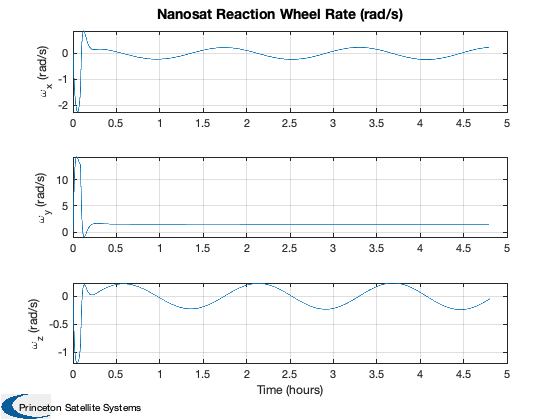 Nanosat Reaction Wheel Rate (rad/s)
ω̇x (rad/s)
0
-1
-2
0 0.5 1 1.5 2 2.5 3 3.5 4 4.5 5
ω̇y (rad/s)
10
5
0
0 0.5 1 1.5 2 2.5 3 3.5 4 4.5 5
ω̇z (rad/s)
0
-0.5
-1
0 0.5 1 1.5 2 2.5 3 3.5 4 4.5 5
Time (hours)
Princeton Satellite Systems